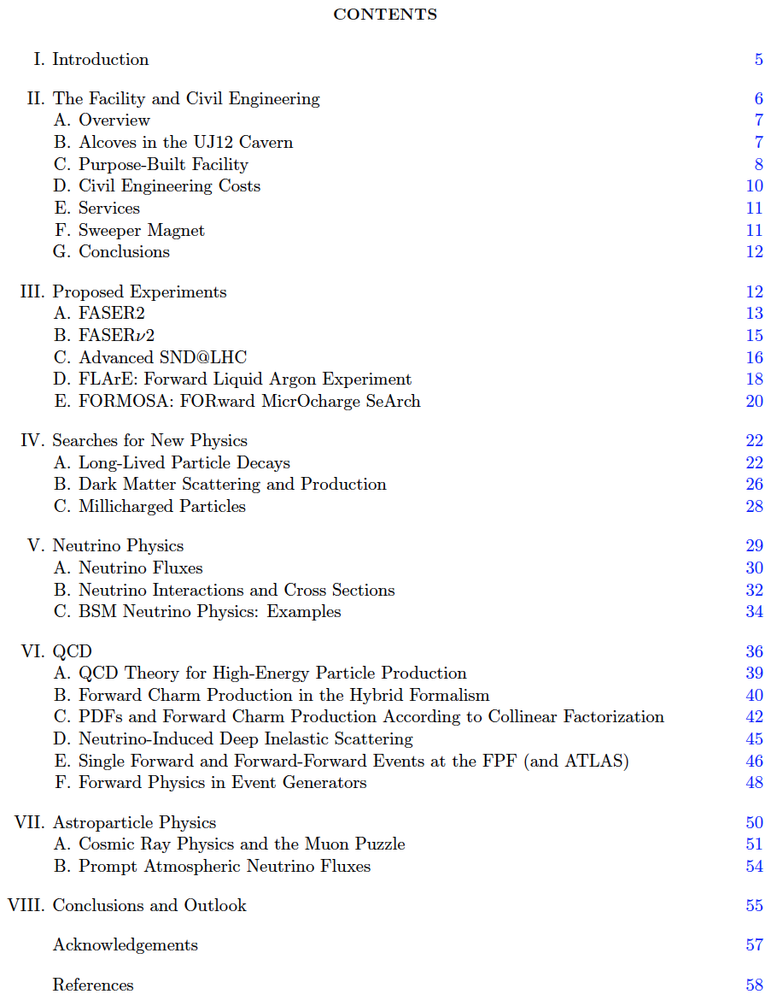 CONTENTS
I. Introduction 5
II. The Facility and Civil Engineering 6
A. Overview 7
B. Alcoves in the UJ12 Cavern 7
C. Purpose-Built Facility 8
D. Civil Engineering Costs 10
E. Services 11
F. Sweeper Magnet 11
G. Conclusions 12
III. Proposed Experiments 12
A. FASER2 13
B. FASERν2 15
C. Advanced SND@LHC 16
D. FLArE: Forward Liquid Argon Experiment 18
E. FORMOSA: FORward MicrOcharge SeArch 20
IV. Searches for New Physics 22
A. Long-Lived Particle Decays 22
B. Dark Matter Scattering and Production 26
C. Millicharged Particles 28
V. Neutrino Physics 29
A. Neutrino Fluxes 30
B. Neutrino Interactions and Cross Sections 32
C. BSM Neutrino Physics: Examples 34
VI. QCD 36
A. QCD Theory for High-Energy Particle Production 39
B. Forward Charm Production in the Hybrid Formalism 40
C. PDFs and Forward Charm Production According to Collinear Factorization 42
D. Neutrino-Induced Deep Inelastic Scattering 45
E. Single Forward and Forward-Forward Events at the FPF (and ATLAS) 46
F. Forward Physics in Event Generators 48
VII. Astroparticle Physics 50
A. Cosmic Ray Physics and the Muon Puzzle 51
B. Prompt Atmospheric Neutrino Fluxes 54
VIII. Conclusions and Outlook 55
Acknowledgements 57
References 58